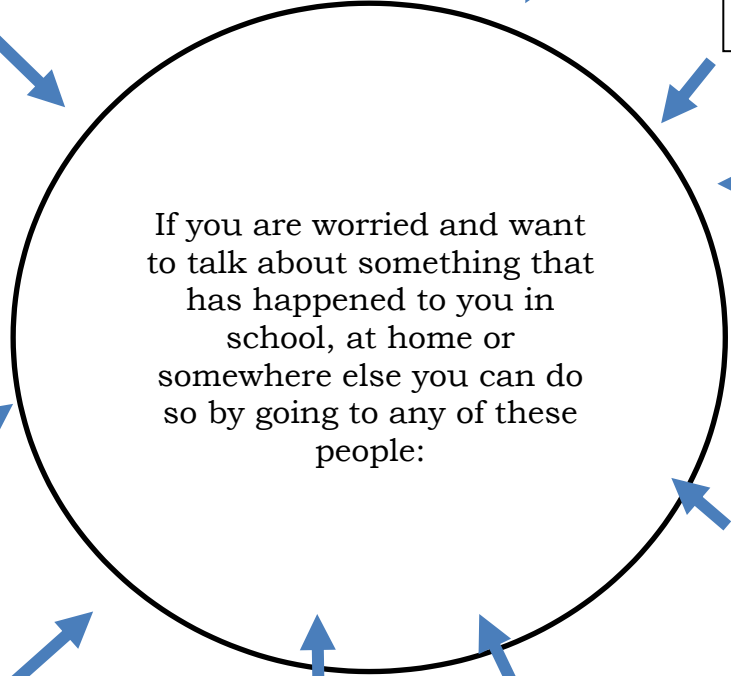 If you are worried and want
to talk about something that
has happened to you in
school, at home or
somewhere else you can do
so by going to any of these
people: